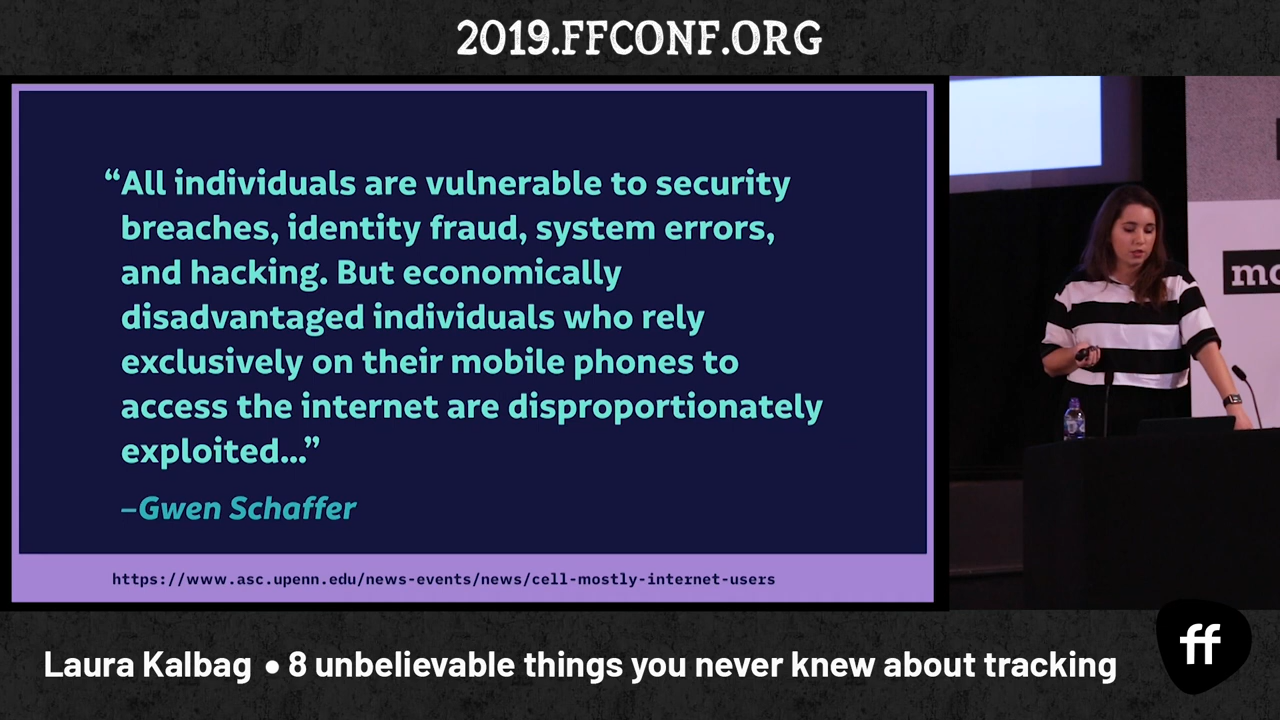 2019.FFCONF.ORG
“All individuals are vulnerable to security
breaches, identity fraud, system errors,
and hacking. But economically
disadvantaged individuals who rely
exclusively on their mobile phones to
access the internet are disproportionately
exploited...”
–Gwen Schaffer
https://www.asc.upenn.edu/news-events/news/cell-mostly-internet-users
Laura Kalbag • 8 unbelievable things you never knew about tracking
ff